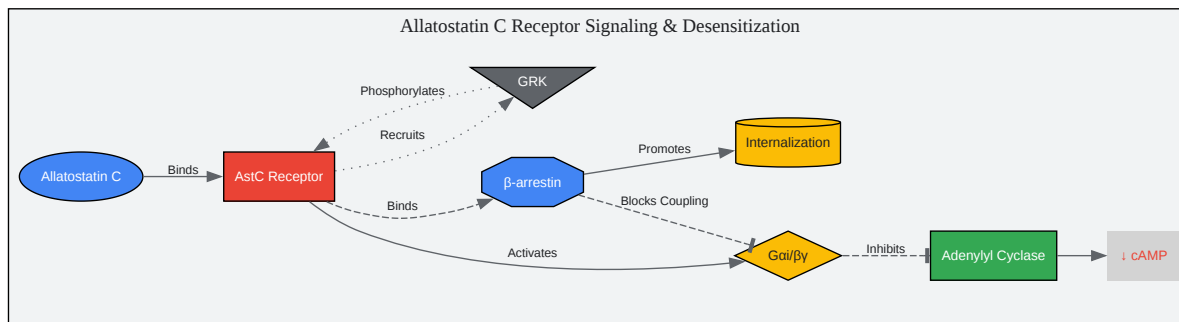 Allatostatin C Receptor Signaling & Desensitization
GRK
Phosphorylates
Recruits
Internalization
Promotes
Allatostatin C
Binds
AstC Receptor
β-arrestin
Binds
Blocks Coupling
Activates
Gαi/βγ
Inhibits
Adenylyl Cyclase
↓ cAMP